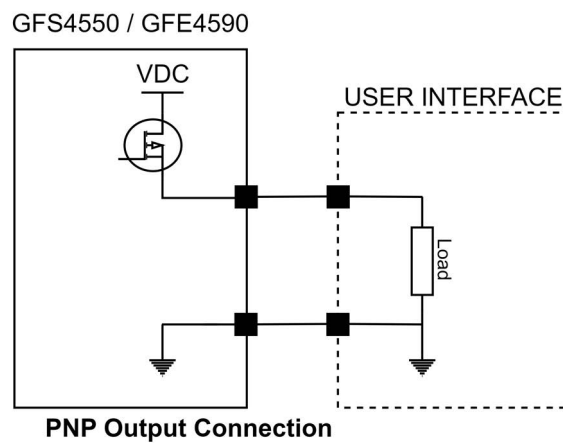 GFS4550 / GFE4590
VDC
USER INTERFACE
Load
PNP Output Connection